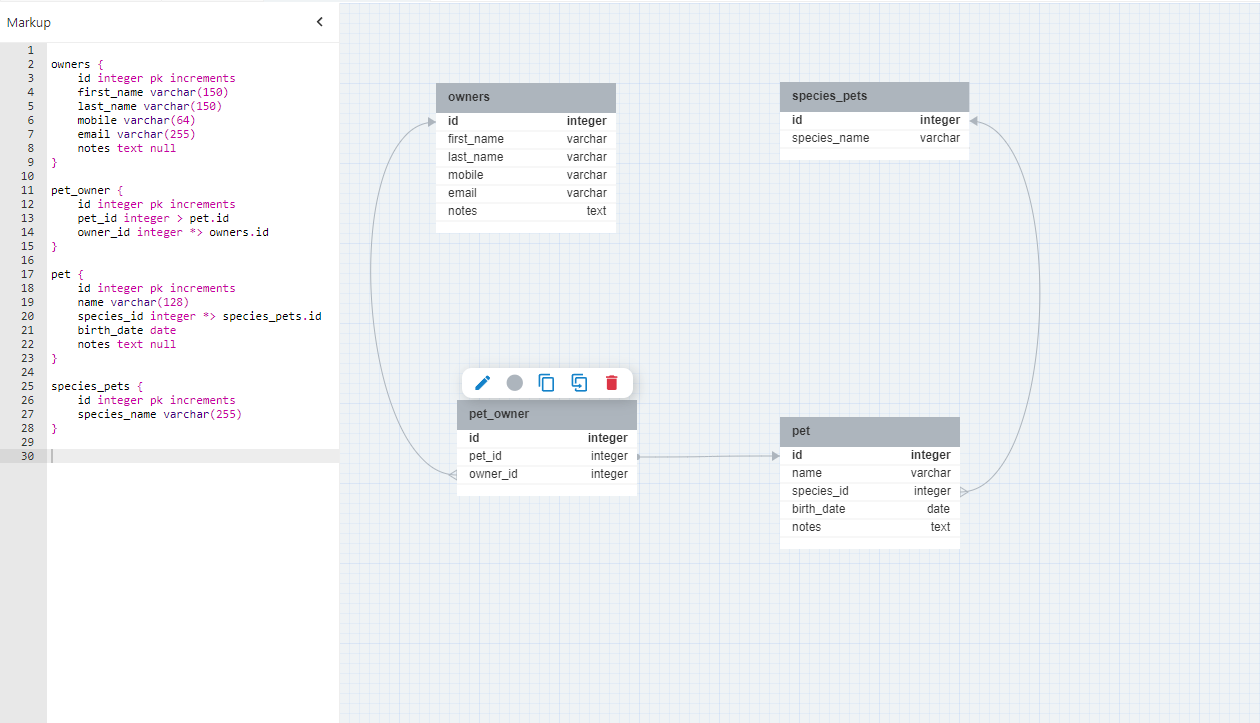 Markup
1
2 owners {
3 id integer pk increments
4 first_name varchar(150)
5 last_name varchar(150)
6 mobile varchar(64)
7 email varchar(255)
8 notes text null
9 }
10
11 pet_owner {
12 id integer pk increments
13 pet_id integer > pet.id
14 owner_id integer *> owners.id
15 }
16
17 pet {
18 id integer pk increments
19 name varchar(128)
20 species_id integer *> species_pets.id
21 birth_date date
22 notes text null
23 }
24
25 species_pets {
26 id integer pk increments
27 species_name varchar(255)
28 }
29
30
owners
id integer
first_name varchar
last_name varchar
mobile varchar
email varchar
notes text
species_pets
id integer
species_name varchar
pet_owner
id integer
pet_id integer
owner_id integer
pet
id integer
name varchar
species_id integer
birth_date date
notes text